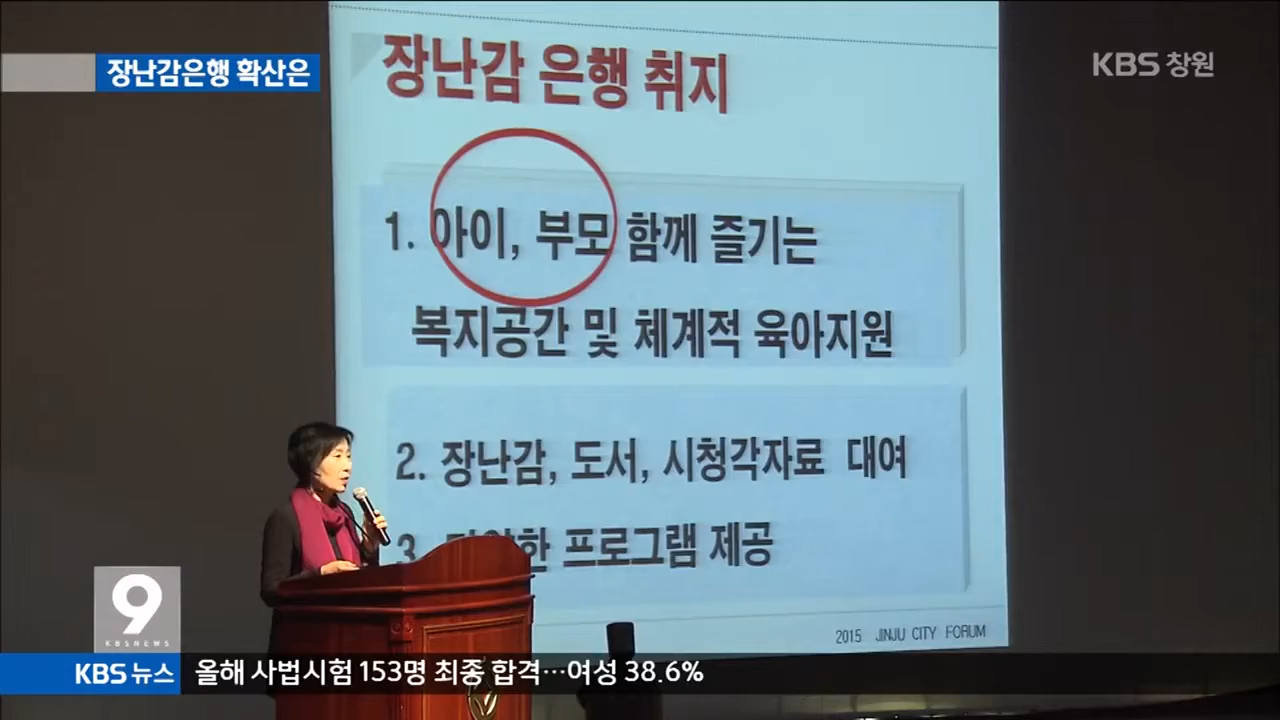 장난감은행 확산은
KBS 창원
장난감 은행 취지
1. 아이, 부모 함께 즐기는
복지공간 및 체계적 육아지원
2. 장난감, 도서, 시청각자료 대여
3. 프로그램 제공
2015 JINJU CITY FORUM
9
KBSNEWS
KBS 뉴스
올해 사법시험 153명 최종 합격…여성 38.6%